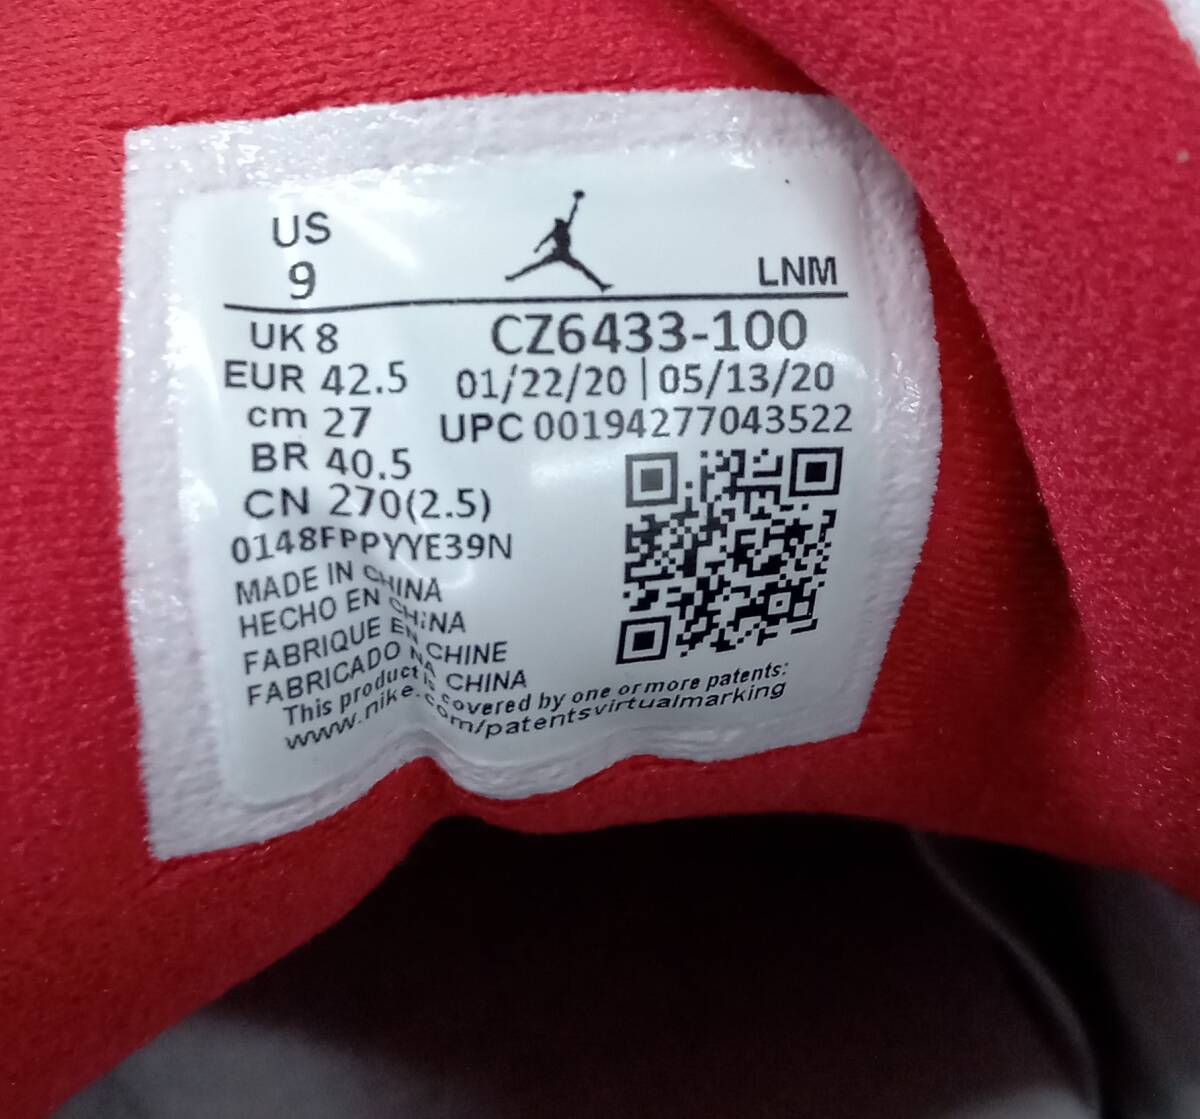 US
9
LNM
UK 8
EUR 42.5
cm 27
BR 40.5
CN 270(2.5)
CZ6433-100
01/22/20 | 05/13/20
UPC 00194277043522
0148FPPYYE39N
MADE IN CHINA
HECHO EN CHINA
FABRIQUE EN CHINE
FABRICADO NA CHINA
This product is covered by one or more patents:
www.nike.com/patentsvirtualmarking